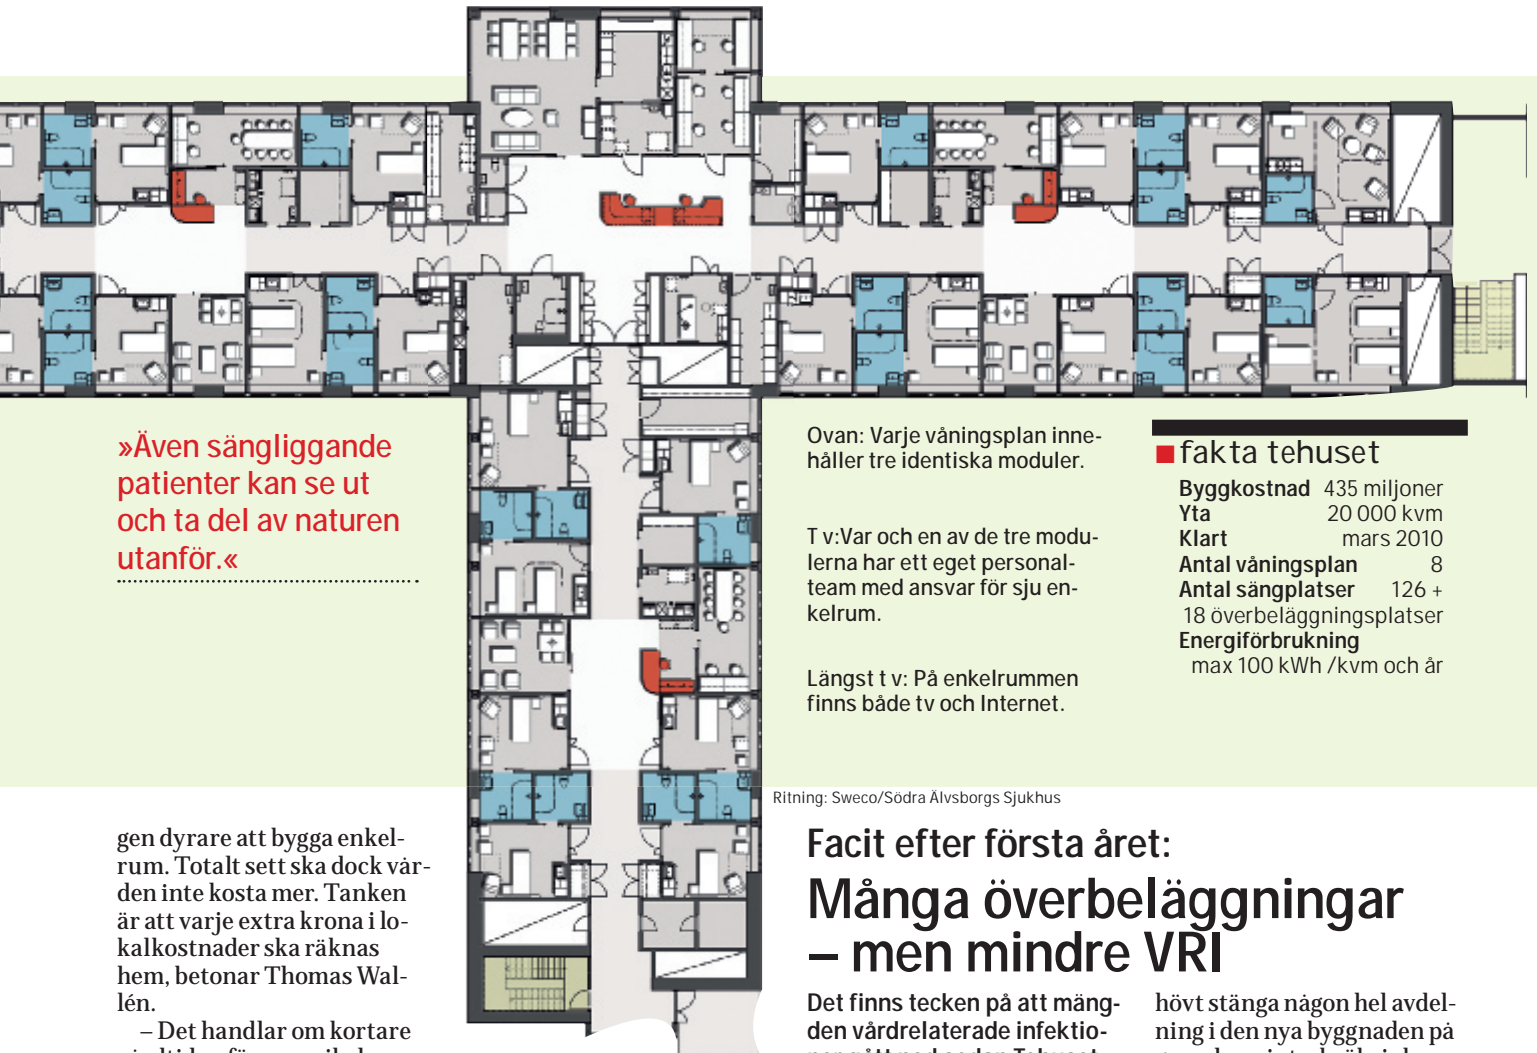 »Även sängliggande
patienter kan se ut
och ta del av naturen
utanför.«
Ovan: Varje våningsplan inne-
håller tre identiska moduler.
T v:Var och en av de tre modu-
lerna har ett eget personal-
team med ansvar för sju en-
kelrum.
Längst t v: På enkelrummen
finns både tv och Internet.
fakta tehuset
Byggkostnad 435 miljoner
Yta 20 000 kvm
Klart mars 2010
Antal våningsplan 8
Antal sängplatser 126 +
18 överbeläggningsplatser
Energiförbrukning
max 100 kWh /kvm och år
Ritning: Sweco/Södra Älvsborgs Sjukhus
gen dyrare att bygga enkel-
rum. Totalt sett ska dock vår-
den inte kosta mer. Tanken
är att varje extra krona i lo-
kalkostnader ska räknas
hem, betonar Thomas Wal-
lén.
– Det handlar om kortare
Facit efter första året:
Många överbeläggningar
– men mindre VRI
Det finns tecken på att mäng-
den vårdrelaterade infektio-
hövt stänga någon hel avdel-
ning i den nya byggnaden på